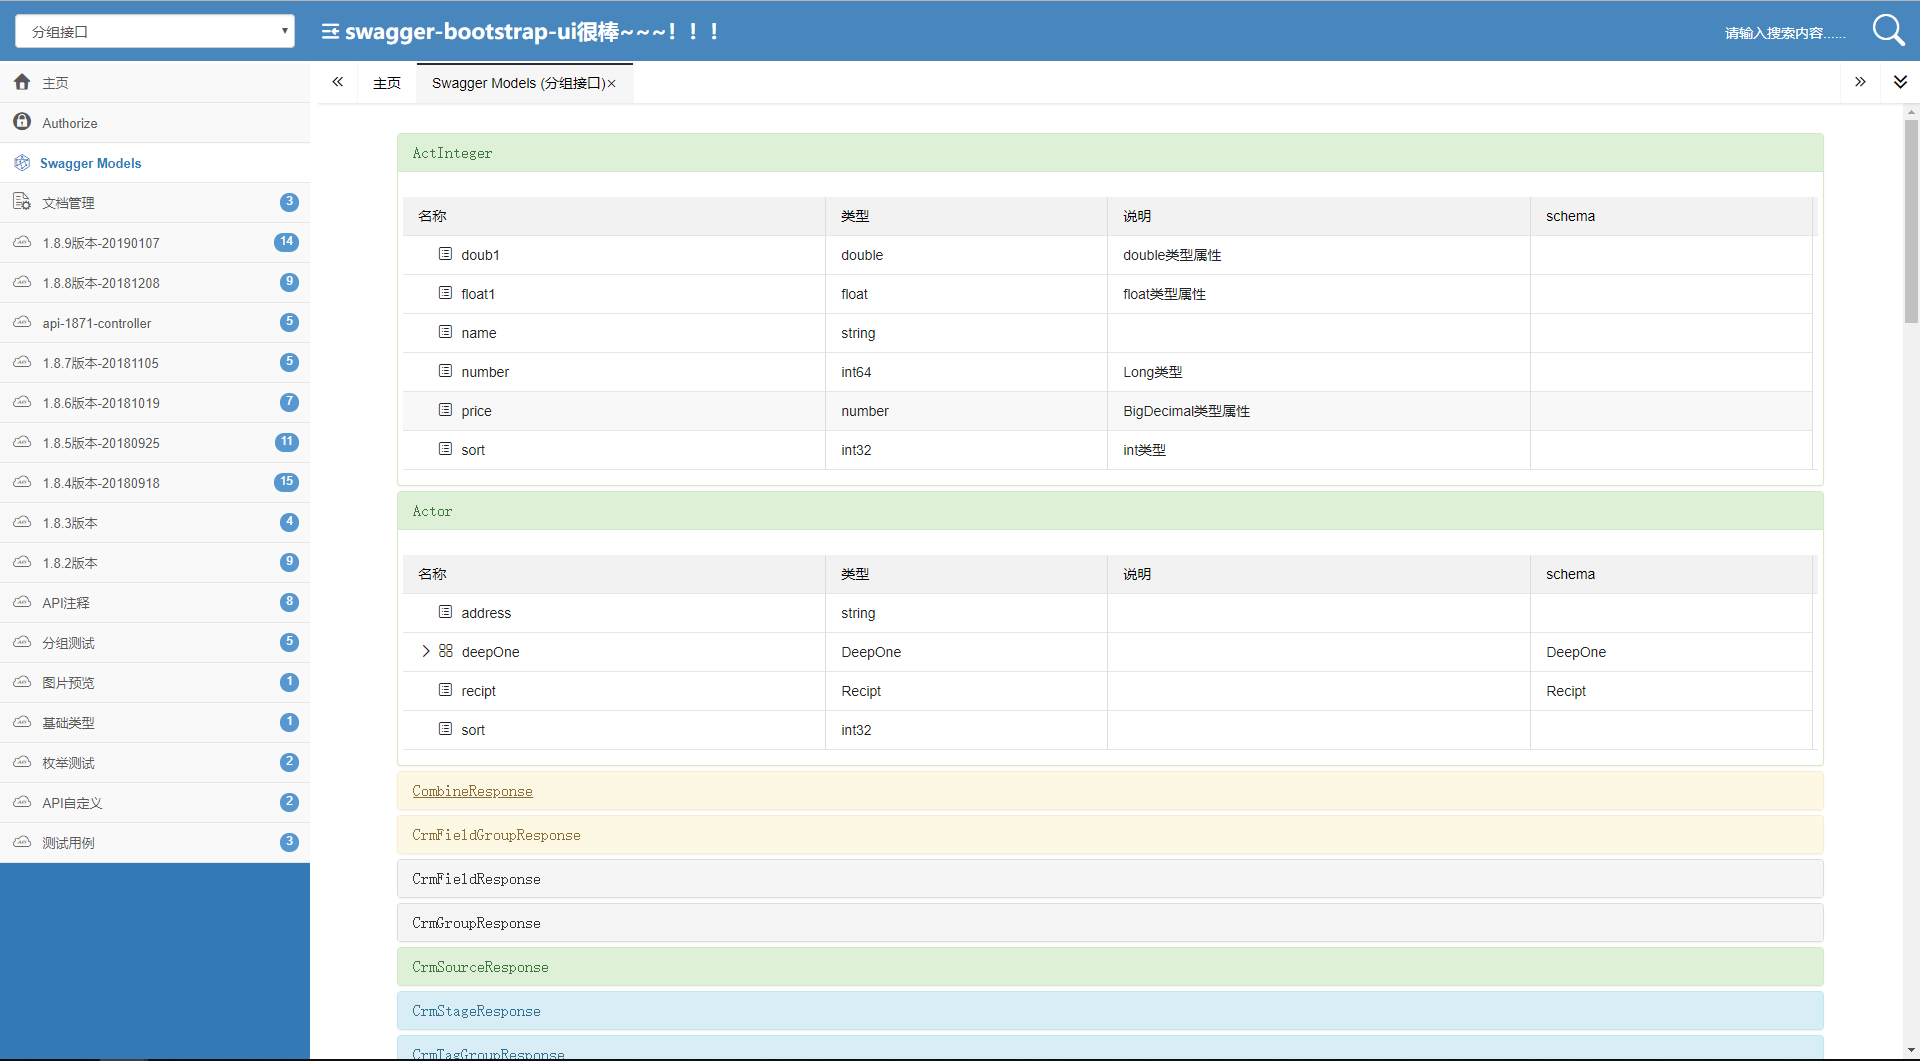 分组接口
swagger-bootstrap-ui很棒~~~！！！
请输入搜索内容......
主页
Authorize
Swagger Models
文档管理 3
1.8.9版本-20190107 14
1.8.8版本-20181208 9
api-1871-controller 5
1.8.7版本-20181105 5
1.8.6版本-20181019 7
1.8.5版本-20180925 11
1.8.4版本-20180918 15
1.8.3版本 4
1.8.2版本 9
API注释 8
分组测试 5
图片预览 1
基础类型 1
枚举测试 2
API自定义 2
测试用例 3
主页 Swagger Models (分组接口)×
ActInteger
名称 类型 说明 schema
doub1 double double类型属性
float1 float float类型属性
name string
number int64 Long类型
price number BigDecimal类型属性
sort int32 int类型
Actor
名称 类型 说明 schema
address string
deepOne DeepOne DeepOne
recipt Recipt Recipt
sort int32
CombineResponse
CrmFieldGroupResponse
CrmFieldResponse
CrmGroupResponse
CrmSourceResponse
CrmStageResponse
CrmTagGroupResponse